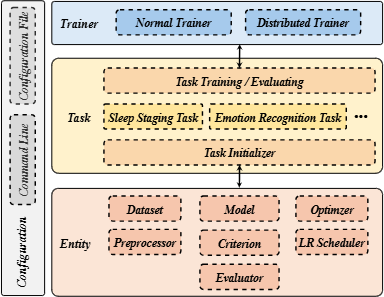 Configuration File
Command Line
Configuration
Trainer
Normal Trainer
Distributed Trainer
Task Training / Evaluating
Task
Sleep Staging Task
Emotion Recognition Task
•••
Task Initializer
Entity
Dataset
Model
Optimzer
Preprocessor
Criterion
LR Scheduler
Evaluator